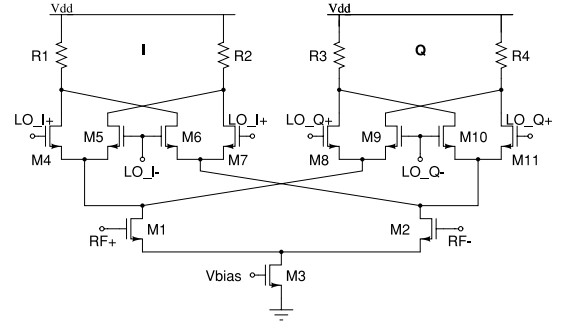 Vdd Vdd
R1 I R2 R3 Q R4
LO_I+ LO_I+ LO_Q+ LO_Q+
M5 M6 M9 M10
M4 M7 M8 M11
LO_I- LO_Q-
RF+ M1 M2 RF-
Vbias M3